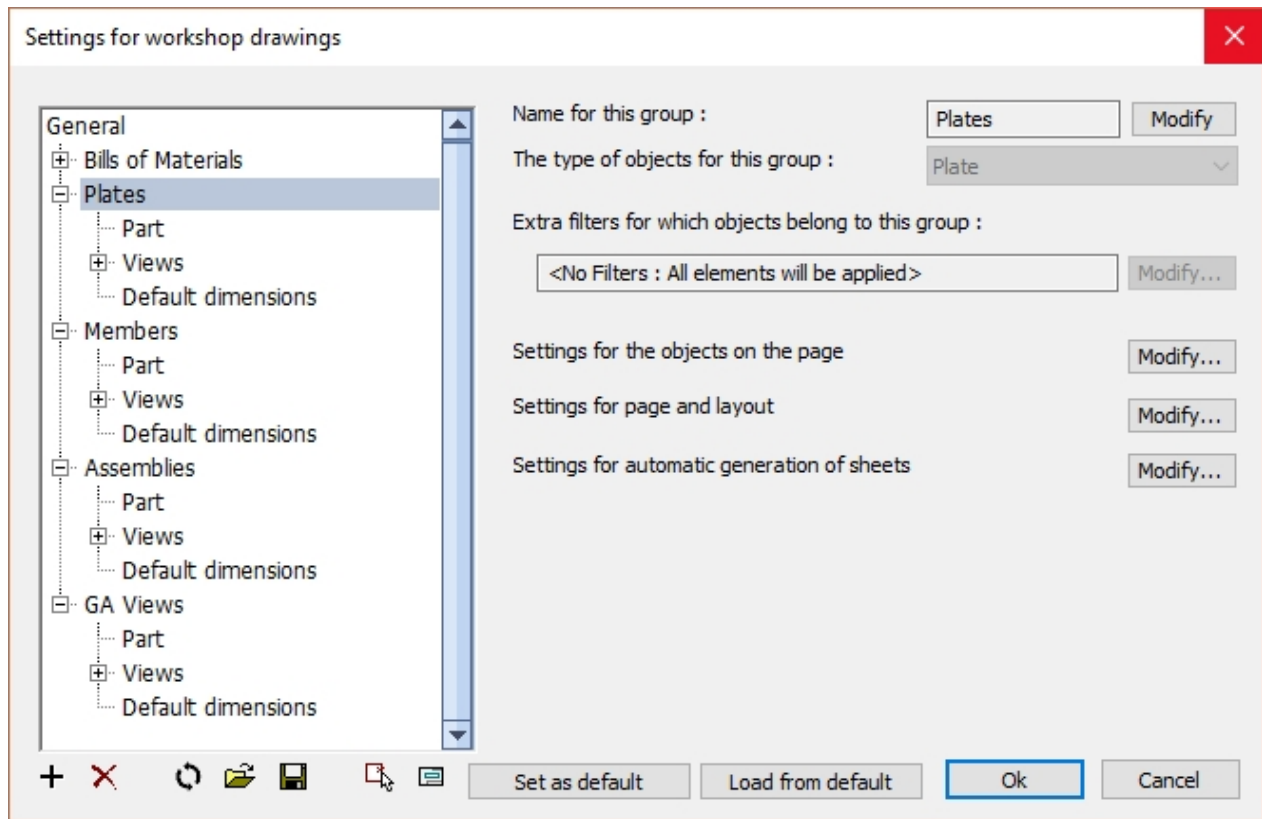 Settings for workshop drawings
General
Bills of Materials
Plates
Part
Views
Default dimensions
Members
Part
Views
Default dimensions
Assemblies
Part
Views
Default dimensions
GA Views
Part
Views
Default dimensions
Name for this group :
Plates
Modify
The type of objects for this group :
Plate
Extra filters for which objects belong to this group :
<No Filters : All elements will be applied>
Modify...
Settings for the objects on the page
Modify...
Settings for page and layout
Modify...
Settings for automatic generation of sheets
Modify...
Set as default
Load from default
Ok
Cancel